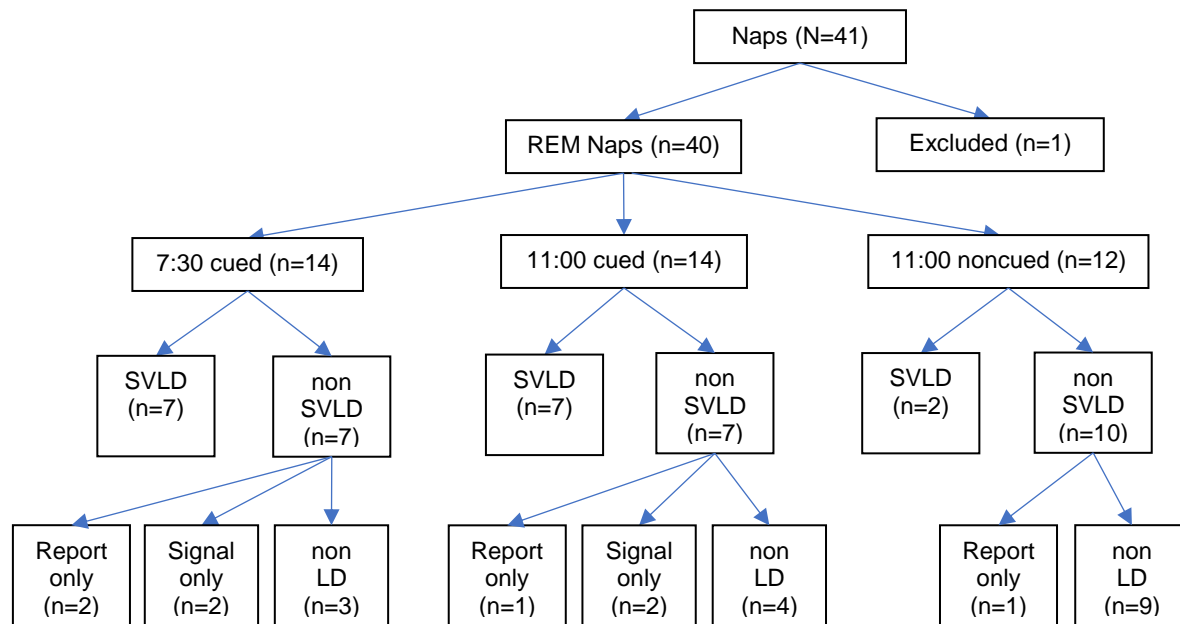 Naps (N=41)
REM Naps (n=40)
Excluded (n=1)
7:30 cued (n=14)
11:00 cued (n=14)
11:00 noncued (n=12)
SVLD
(n=7)
non
SVLD
(n=7)
SVLD
(n=7)
non
SVLD
(n=7)
SVLD
(n=2)
non
SVLD
(n=10)
Report
only
(n=2)
Signal
only
(n=2)
non
LD
(n=3)
Report
only
(n=1)
Signal
only
(n=2)
non
LD
(n=4)
Report
only
(n=1)
non
LD
(n=9)